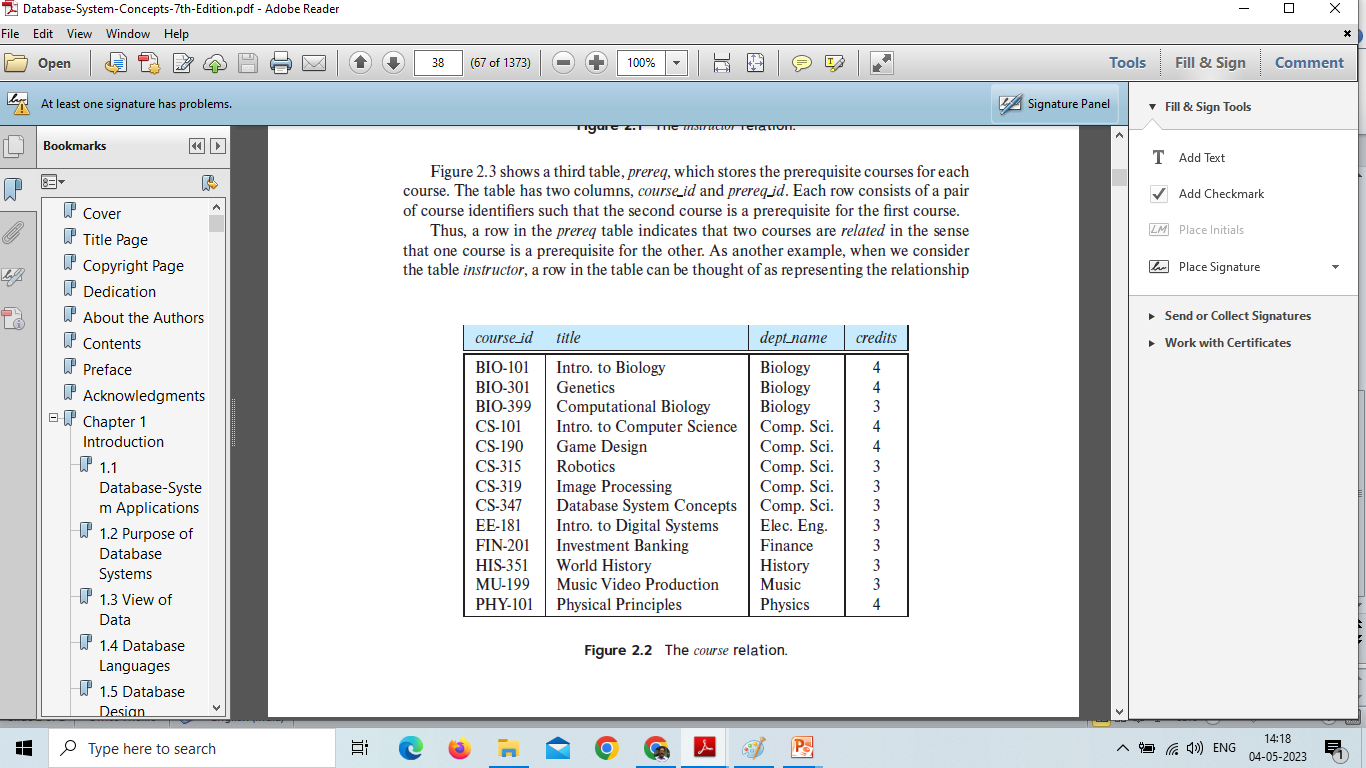 Database-System-Concepts-7th-Edition.pdf - Adobe Reader
File Edit View Window Help
Open 38 (67 of 1373) 100% Tools Fill & Sign Comment
At least one signature has problems. Signature Panel
Bookmarks
Cover
Title Page
Copyright Page
Dedication
About the Authors
Contents
Preface
Acknowledgments
Chapter 1
Introduction
1.1
Database-Syste
m Applications
1.2 Purpose of
Database
Systems
1.3 View of
Data
1.4 Database
Languages
1.5 Database
Design
Figure 2.1 The instructor relation.
Figure 2.3 shows a third table, prereq, which stores the prerequisite courses for each
course. The table has two columns, course_id and prereq_id. Each row consists of a pair
of course identifiers such that the second course is a prerequisite for the first course.
Thus, a row in the prereq table indicates that two courses are related in the sense
that one course is a prerequisite for the other. As another example, when we consider
the table instructor, a row in the table can be thought of as representing the relationship
course_id title dept_name credits
BIO-101 Intro. to Biology Biology 4
BIO-301 Genetics Biology 4
BIO-399 Computational Biology Biology 3
CS-101 Intro. to Computer Science Comp. Sci. 4
CS-190 Game Design Comp. Sci. 4
CS-315 Robotics Comp. Sci. 3
CS-319 Image Processing Comp. Sci. 3
CS-347 Database System Concepts Comp. Sci. 3
EE-181 Intro. to Digital Systems Elec. Eng. 3
FIN-201 Investment Banking Finance 3
HIS-351 World History History 3
MU-199 Music Video Production Music 3
PHY-101 Physical Principles Physics 4
Figure 2.2 The course relation.
Fill & Sign Tools
T Add Text
Add Checkmark
LM Place Initials
Place Signature
Send or Collect Signatures
Work with Certificates
Type here to search
ENG
14:18
04-05-2023
1